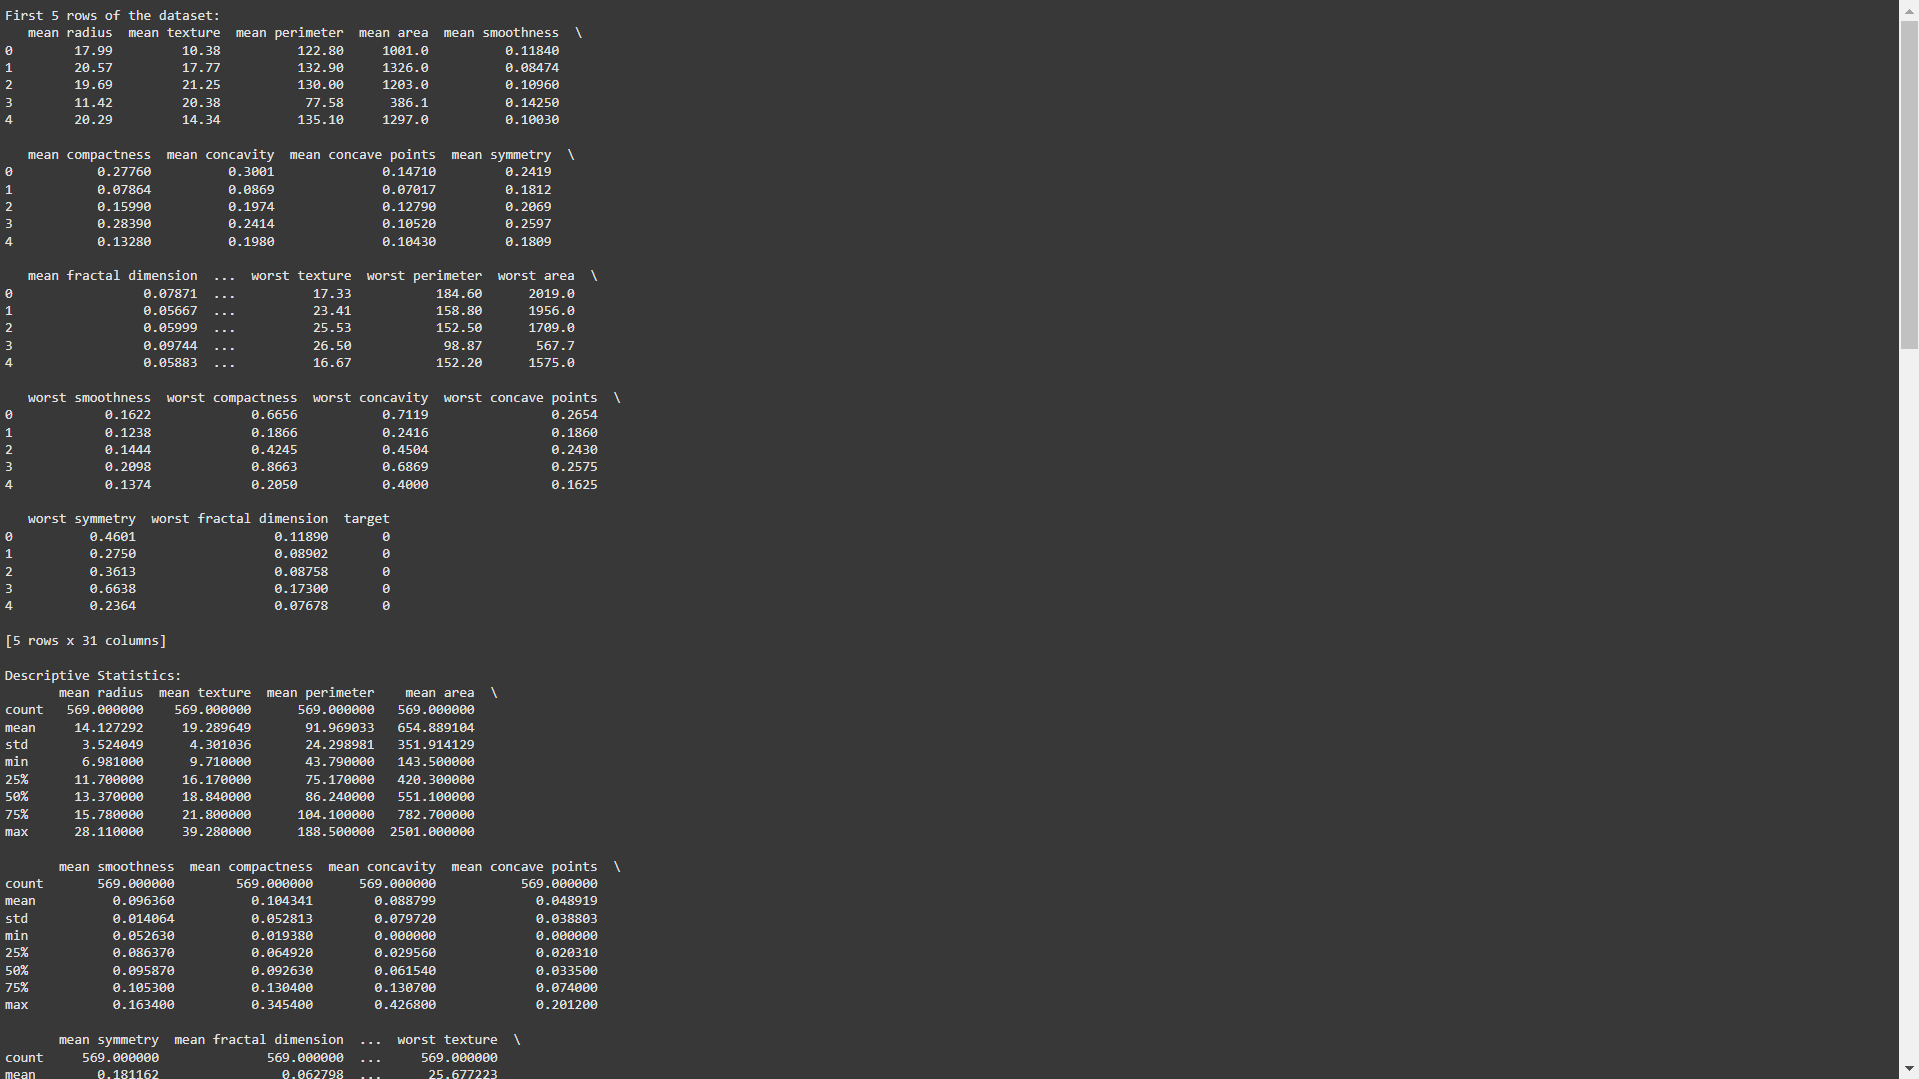 First 5 rows of the dataset:
   mean radius  mean texture  mean perimeter  mean area  mean smoothness  \
0        17.99         10.38          122.80     1001.0          0.11840
1        20.57         17.77          132.90     1326.0          0.08474
2        19.69         21.25          130.00     1203.0          0.10960
3        11.42         20.38           77.58      386.1          0.14250
4        20.29         14.34          135.10     1297.0          0.10030

   mean compactness  mean concavity  mean concave points  mean symmetry  \
0           0.27760          0.3001              0.14710         0.2419
1           0.07864          0.0869              0.07017         0.1812
2           0.15990          0.1974              0.12790         0.2069
3           0.28390          0.2414              0.10520         0.2597
4           0.13280          0.1980              0.10430         0.1809

   mean fractal dimension  ...  worst texture  worst perimeter  worst area  \
0                 0.07871  ...          17.33           184.60      2019.0
1                 0.05667  ...          23.41           158.80      1956.0
2                 0.05999  ...          25.53           152.50      1709.0
3                 0.09744  ...          26.50            98.87       567.7
4                 0.05883  ...          16.67           152.20      1575.0

   worst smoothness  worst compactness  worst concavity  worst concave points  \
0            0.1622             0.6656           0.7119                0.2654
1            0.1238             0.1866           0.2416                0.1860
2            0.1444             0.4245           0.4504                0.2430
3            0.2098             0.8663           0.6869                0.2575
4            0.1374             0.2050           0.4000                0.1625

   worst symmetry  worst fractal dimension  target
0          0.4601                  0.11890       0
1          0.2750                  0.08902       0
2          0.3613                  0.08758       0
3          0.6638                  0.17300       0
4          0.2364                  0.07678       0

[5 rows x 31 columns]

Descriptive Statistics:
       mean radius  mean texture  mean perimeter    mean area  \
count   569.000000    569.000000      569.000000   569.000000
mean     14.127292     19.289649       91.969033   654.889104
std       3.524049      4.301036       24.298981   351.914129
min       6.981000      9.710000       43.790000   143.500000
25%      11.700000     16.170000       75.170000   420.300000
50%      13.370000     18.840000       86.240000   551.100000
75%      15.780000     21.800000      104.100000   782.700000
max      28.110000     39.280000      188.500000  2501.000000

       mean smoothness  mean compactness  mean concavity  mean concave points  \
count       569.000000        569.000000      569.000000           569.000000
mean          0.096360          0.104341        0.088799             0.048919
std           0.014064          0.052813        0.079720             0.038803
min           0.052630          0.019380        0.000000             0.000000
25%           0.086370          0.064920        0.029560             0.020310
50%           0.095870          0.092630        0.061540             0.033500
75%           0.105300          0.130400        0.130700             0.074000
max           0.163400          0.345400        0.426800             0.201200

       mean symmetry  mean fractal dimension  ...  worst texture  \
count     569.000000              569.000000  ...     569.000000
mean        0.181162                0.062798  ...      25.677223